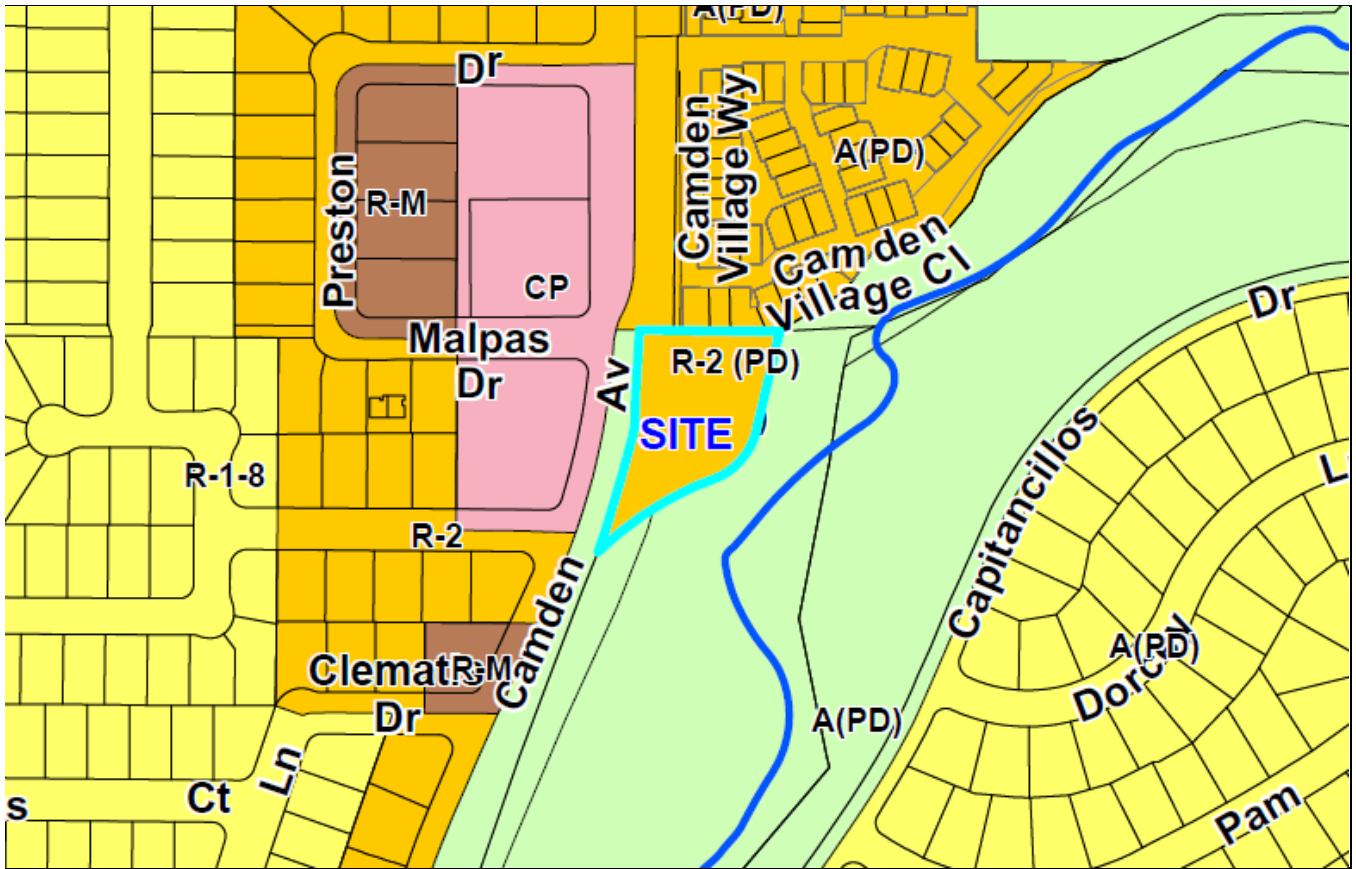 A(PD)
Dr
Camden
Village Wy
A(PD)
Preston
R-M
CP
Camden
Village Cl
Dr
Malpas
Dr
Av
R-2 (PD)
SITE
R-1-8
R-2
Capitancillos
Camden
R-M
Dr
A(PD)
Dorcey
A(PD)
Ct
Ln
s
Pam